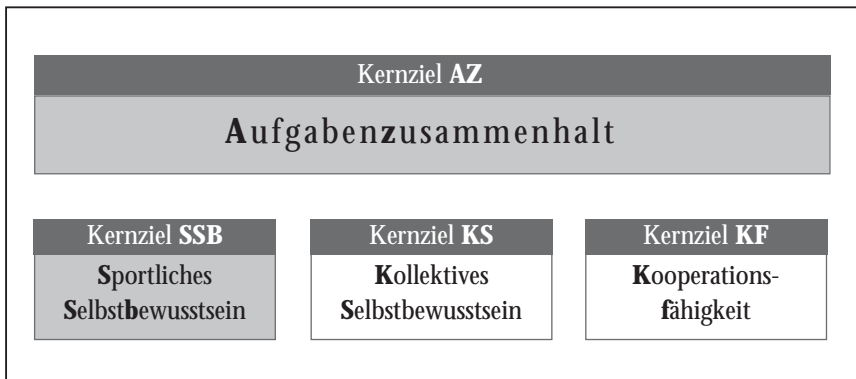 Kernziel AZ
Aufgabenzusammenhalt
Kernziel SSB
Sportliches
Selbstbewusstsein
Kernziel KS
Kollektives
Selbstbewusstsein
Kernziel KF
Kooperations-
fähigkeit